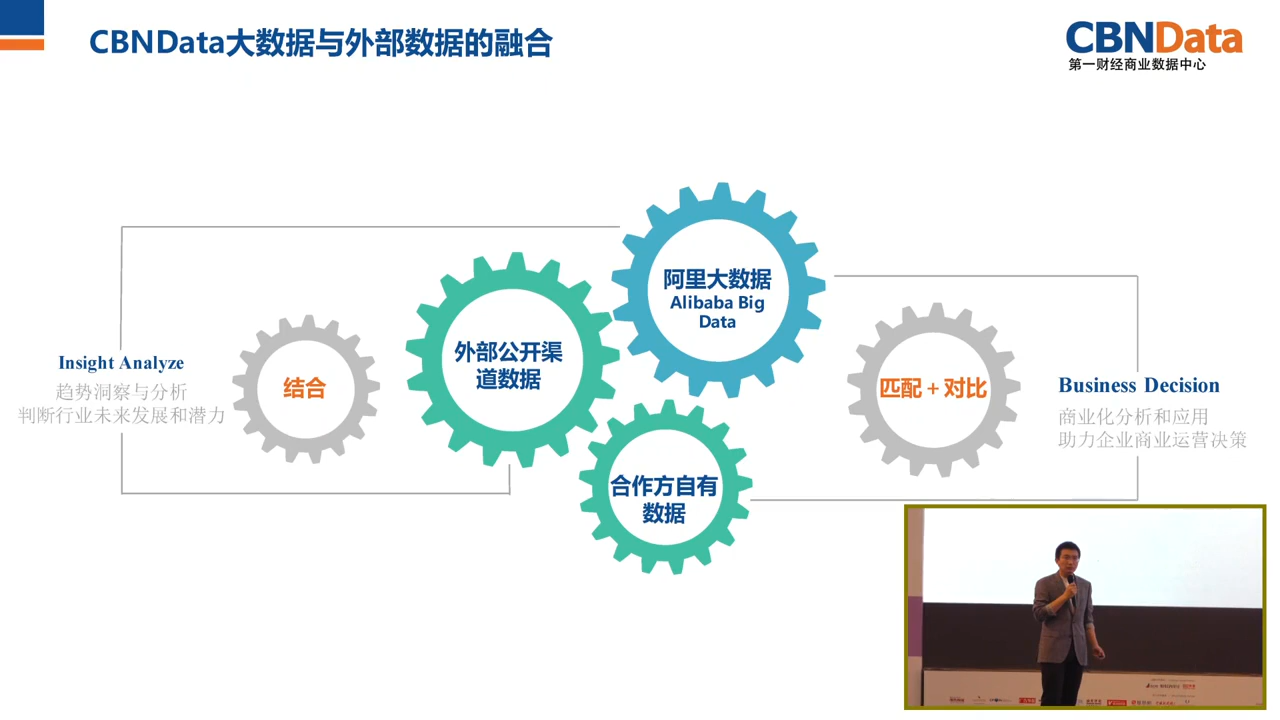 CBNData大数据与外部数据的融合
CBNData
第一财经商业数据中心
阿里大数据
Alibaba Big
Data
外部公开渠
道数据
合作方自有
数据
结合
匹配 + 对比
Insight Analyze
趋势洞察与分析
判断行业未来发展和潜力
Business Decision
商业化分析和应用
助力企业商业运营决策